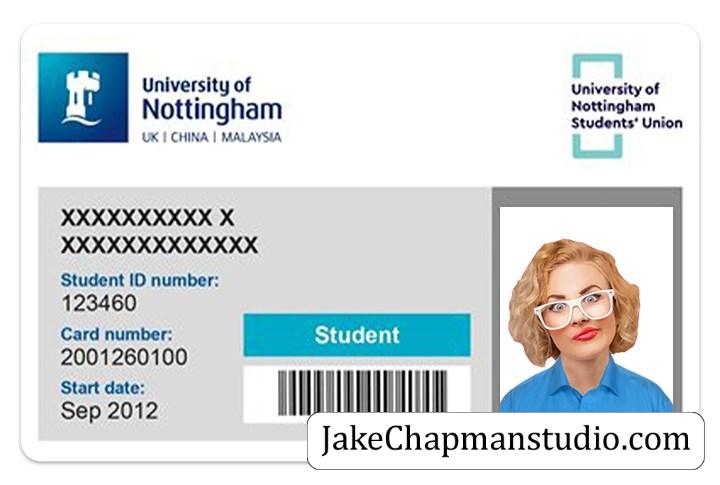 University of
Nottingham
UK | CHINA | MALAYSIA
University of
Nottingham
Students' Union
XXXXXXXXXX X
XXXXXXXXXXXXX
Student ID number:
123460
Card number:
2001260100
Start date:
Sep 2012
Student
JakeChapmanstudio.com